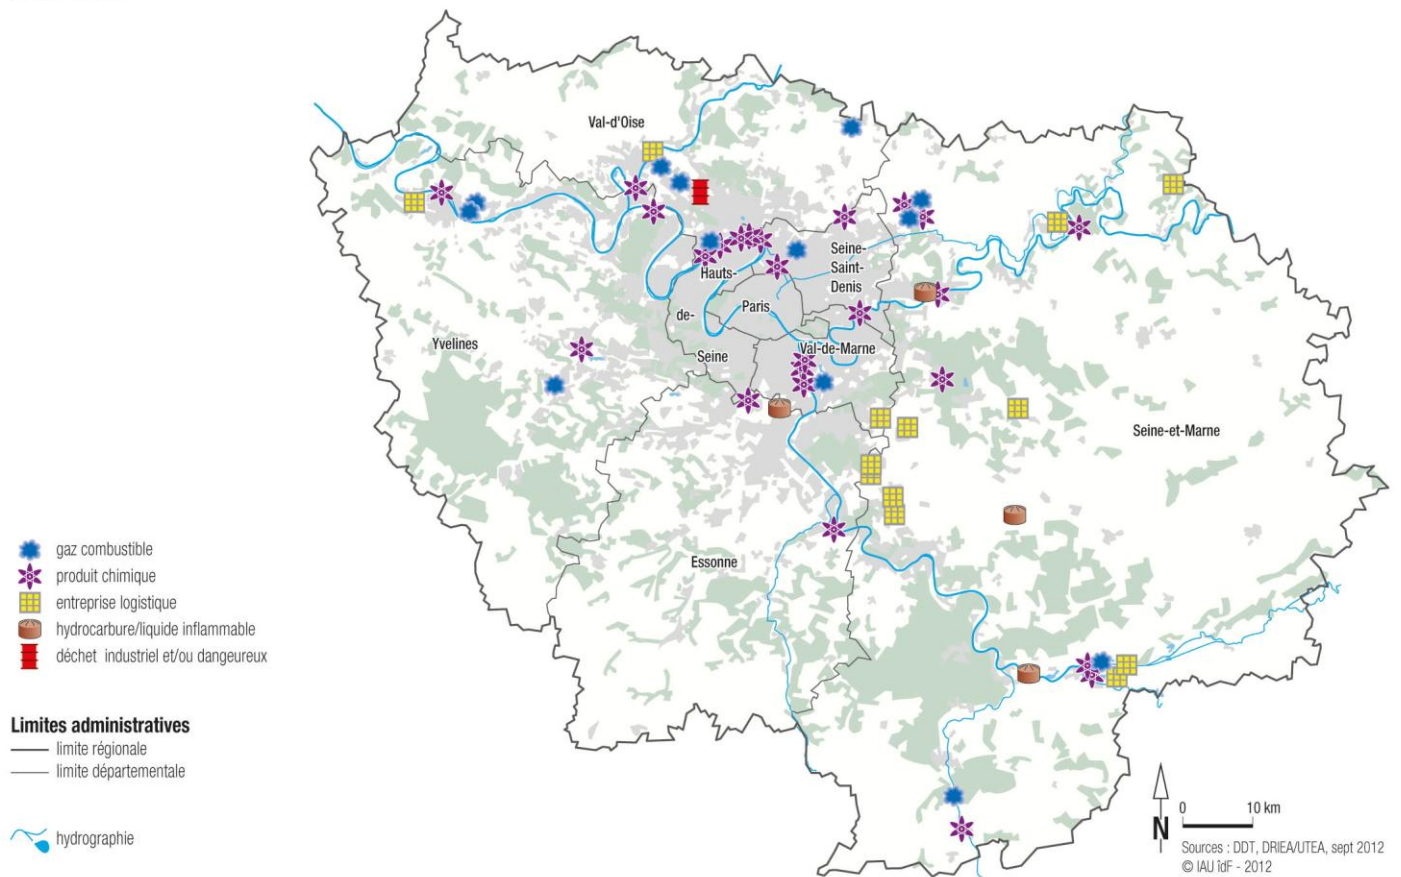 Val-d'Oise
Seine-
Saint-
Denis
Hauts-
Paris
de-
Yvelines
Seine
Val-de-Marne
Seine-et-Marne
Essonne
gaz combustible
produit chimique
entreprise logistique
hydrocarbure/liquide inflammable
déchet industriel et/ou dangeureux
Limites administratives
limite régionale
limite départementale
hydrographie
N
0 10 km
Sources : DDT, DRIEA/UTEA, sept 2012
© IAU îdF - 2012